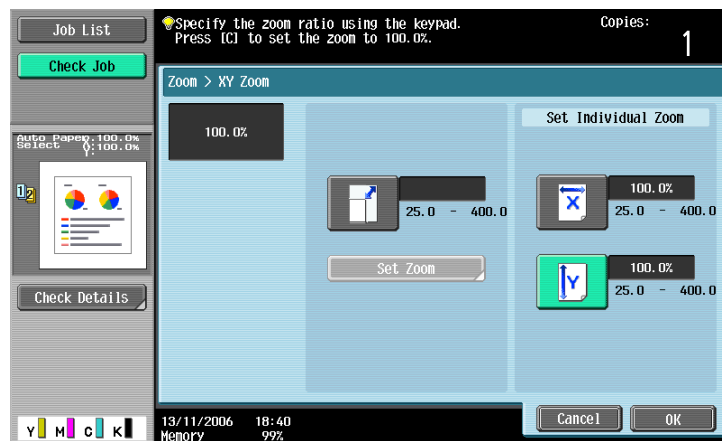 Job List
Check Job
Specify the zoom ratio using the keypad.
Press [C] to set the zoom to 100.0%.
Copies:
1
Zoom > XY Zoom
100.0%
Set Individual Zoom
Auto Paper
Select
:100.0%
:100.0%
1 2
25.0 - 400.0
Set Zoom
X
100.0%
25.0 - 400.0
Y
100.0%
25.0 - 400.0
Check Details
Cancel
OK
Y M C K
13/11/2006 18:40
Memory 99%